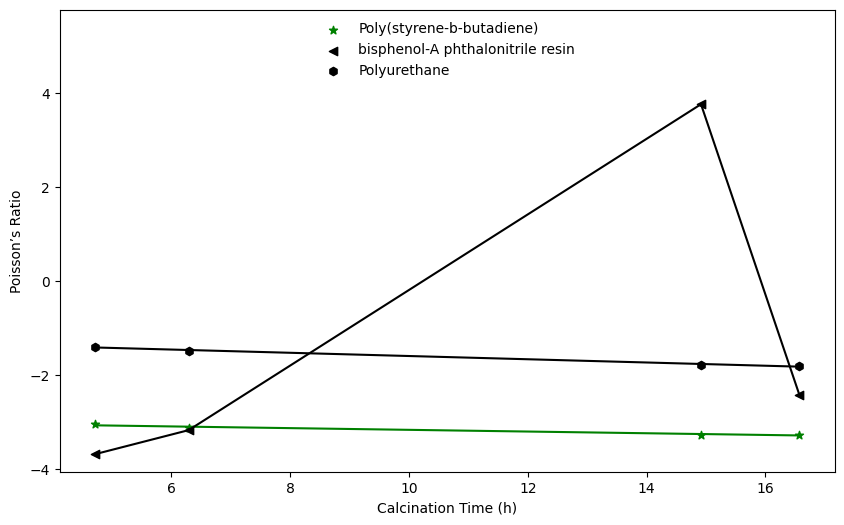 Poly(styrene-b-butadiene)
bisphenol-A phthalonitrile resin
Polyurethane
4
2
0
−2
−4
Poisson’s Ratio
6 8 10 12 14 16
Calcination Time (h)